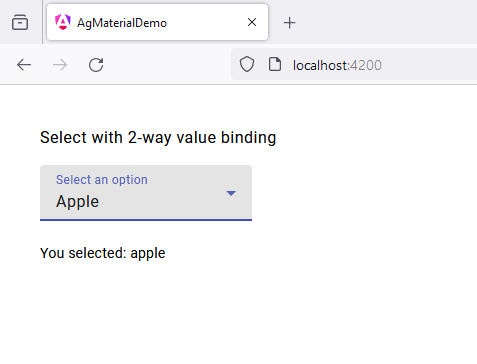 AgMaterialDemo
localhost:4200
Select with 2-way value binding
Select an option
Apple
You selected: apple